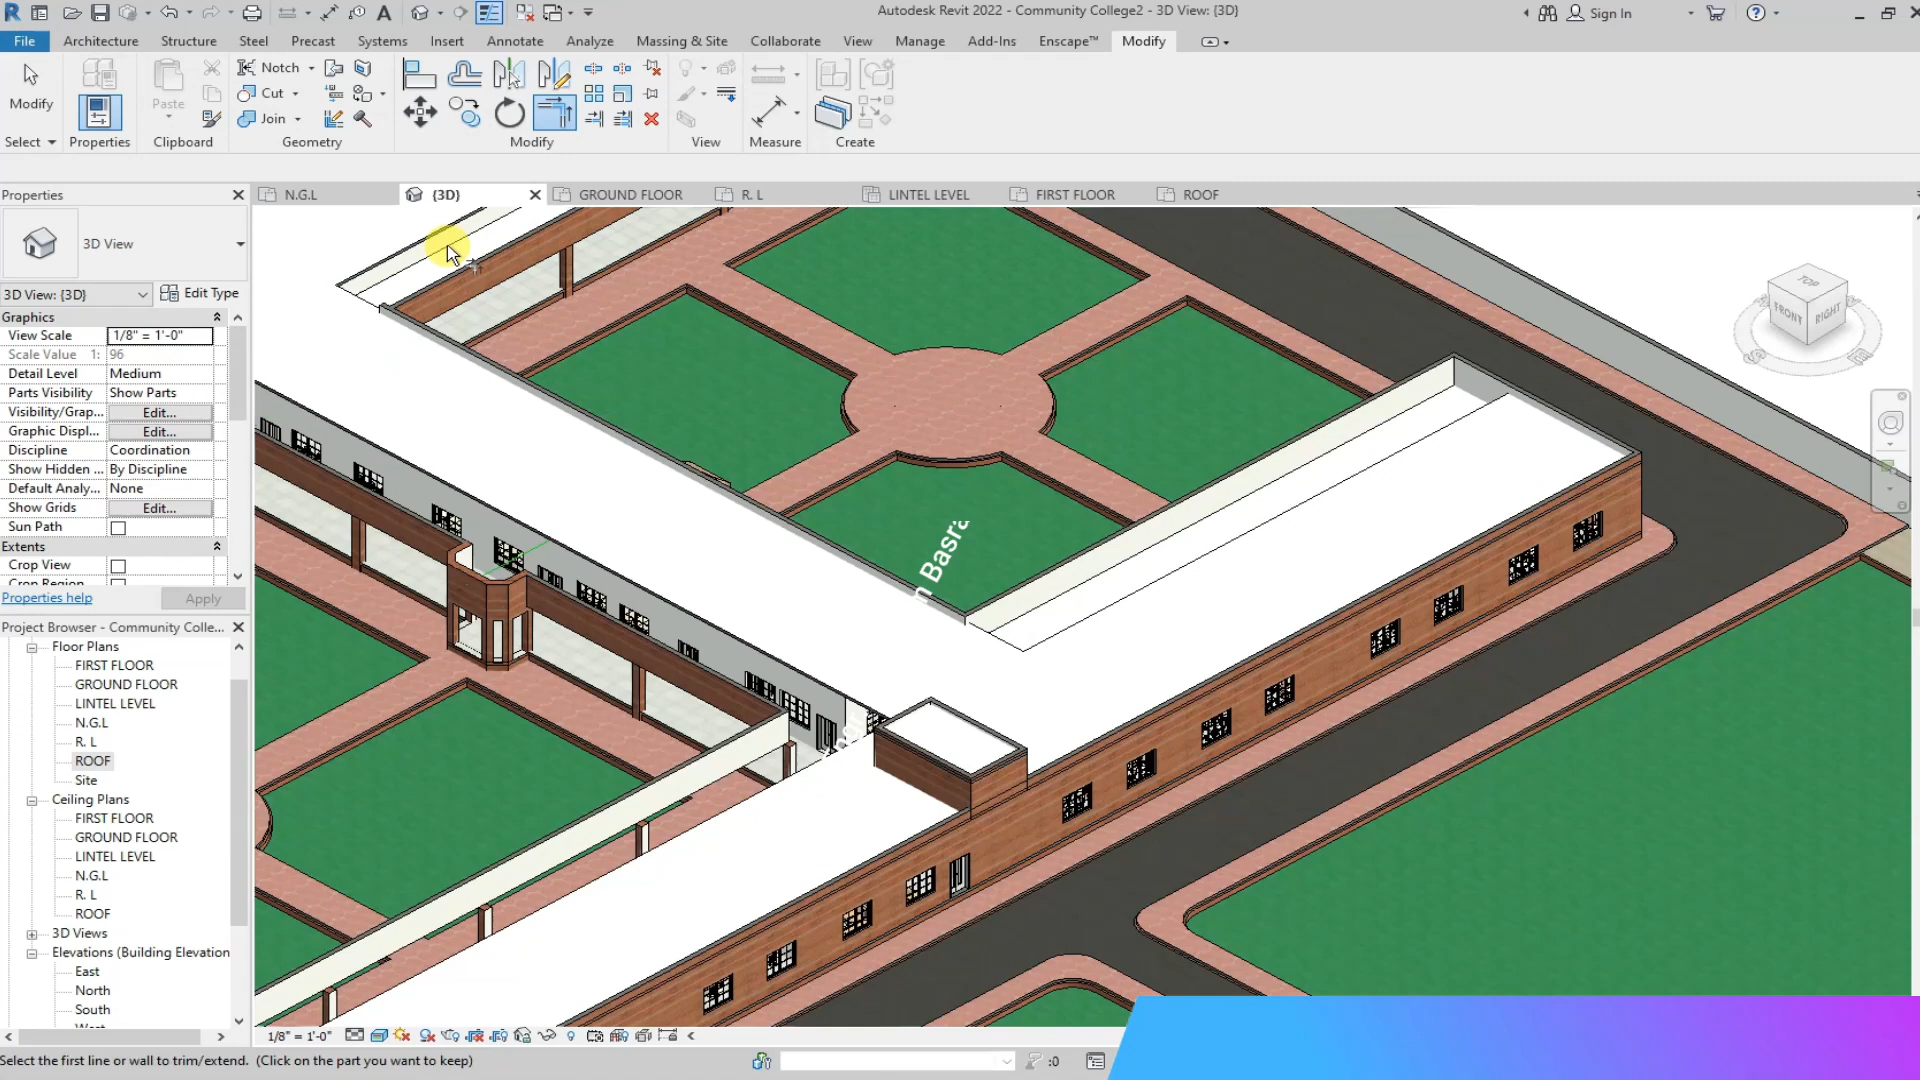 Autodesk Revit 2022 - Community College2 - 3D View: {3D}
Sign In
File Architecture Structure Steel Precast Systems Insert Annotate Analyze Massing & Site Collaborate View Manage Add-Ins Enscape™ Modify
Modify
Select
Properties
Paste
Clipboard
Notch
Cut
Join
Geometry
Modify
View
Measure
Create
Properties
N.G.L
{3D}
GROUND FLOOR
R. L
LINTEL LEVEL
FIRST FLOOR
ROOF
3D View
3D View: {3D}
Edit Type
Graphics
View Scale 1/8" = 1'-0"
Scale Value 1: 96
Detail Level Medium
Parts Visibility Show Parts
Visibility/Grap... Edit...
Graphic Displ... Edit...
Discipline Coordination
Show Hidden ... By Discipline
Default Analy... None
Show Grids Edit...
Sun Path
Extents
Crop View
Crop Region
Properties help
Apply
Project Browser - Community Colle...
Floor Plans
FIRST FLOOR
GROUND FLOOR
LINTEL LEVEL
N.G.L
R. L
ROOF
Site
Ceiling Plans
FIRST FLOOR
GROUND FLOOR
LINTEL LEVEL
N.G.L
R. L
ROOF
3D Views
Elevations (Building Elevation
East
North
South
West
TOP
FRONT
RIGHT
n Basra
1/8" = 1'-0"
Select the first line or wall to trim/extend. (Click on the part you want to keep)
:0